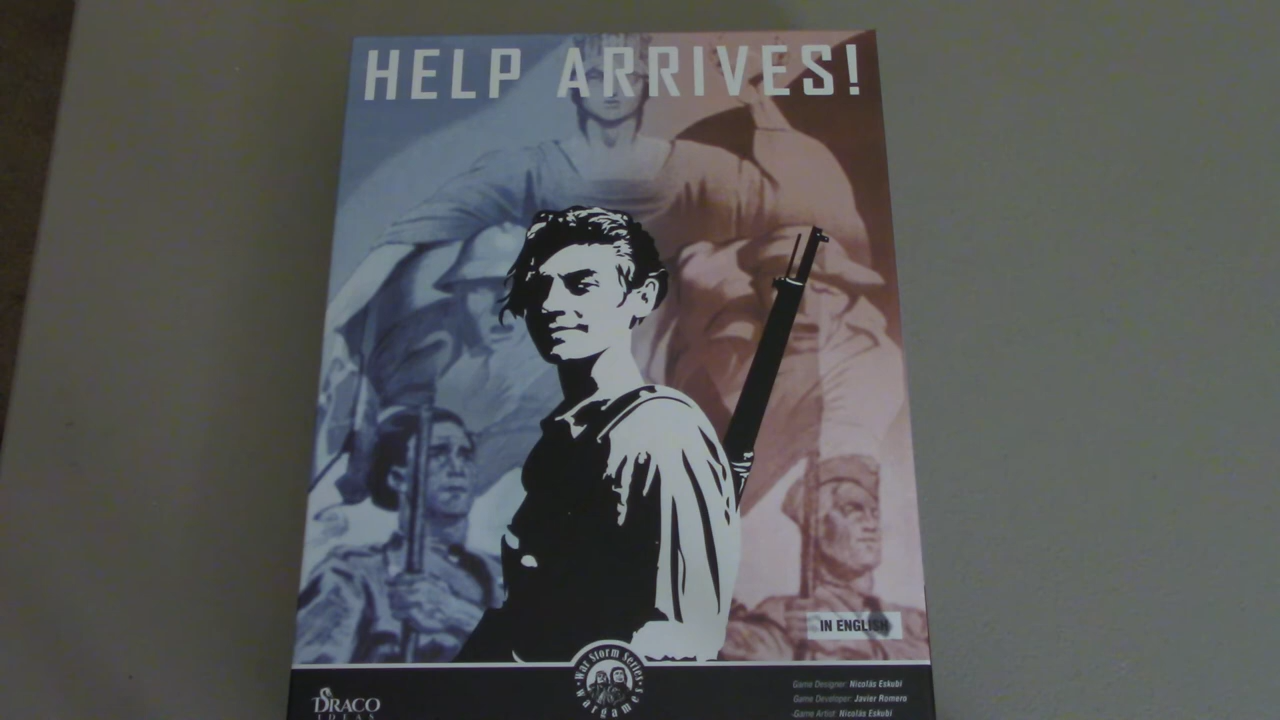 HELP ARRIVES!
IN ENGLISH
War Storm Series
wargames
DRACO
IDEAS
Game Designer: Nicolás Eskubi
Game Developer: Javier Romero
Game Artist: Nicolás Eskubi